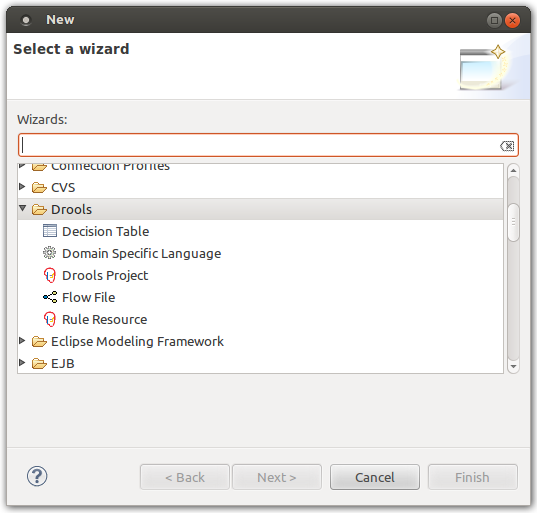 New
Select a wizard
Wizards:
Connection Profiles
CVS
Drools
Decision Table
Domain Specific Language
Drools Project
Flow File
Rule Resource
Eclipse Modeling Framework
EJB
? < Back Next > Cancel Finish